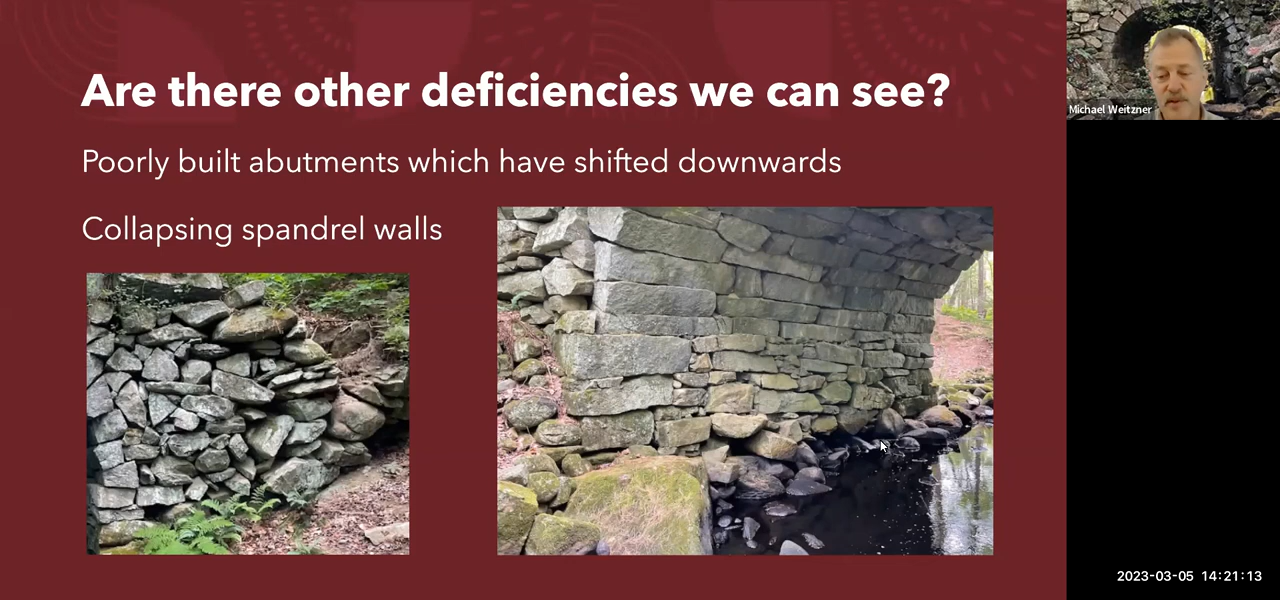 Are there other deficiencies we can see?
Poorly built abutments which have shifted downwards
Collapsing spandrel walls
Michael Weitzner
2023-03-05 14:21:13